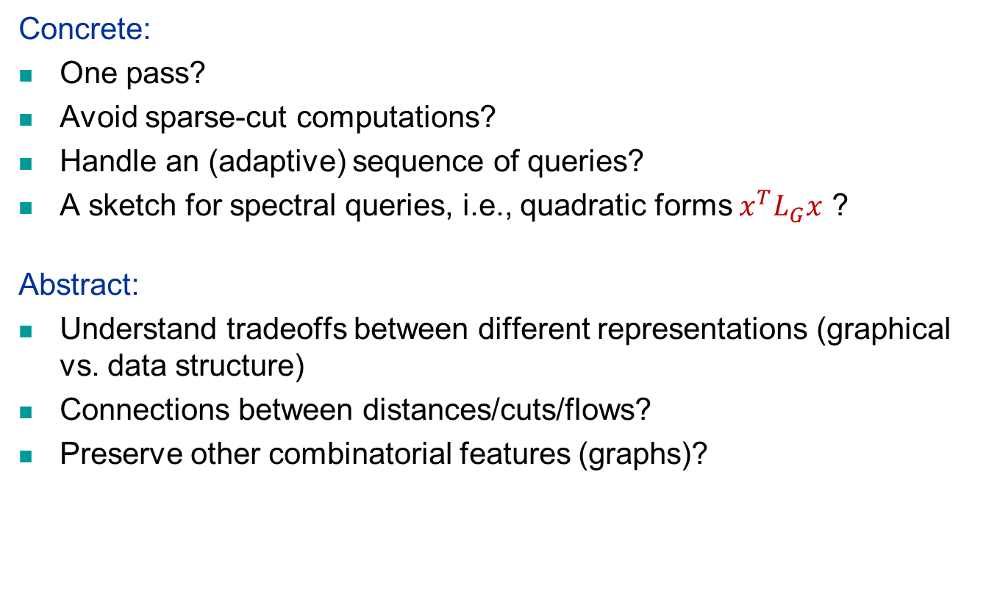 Concrete:
■ One pass?
■ Avoid sparse-cut computations?
■ Handle an (adaptive) sequence of queries?
■ A sketch for spectral queries, i.e., quadratic forms $x^T L_G x$ ?
Abstract:
■ Understand tradeoffs between different representations (graphical
vs. data structure)
■ Connections between distances/cuts/flows?
■ Preserve other combinatorial features (graphs)?